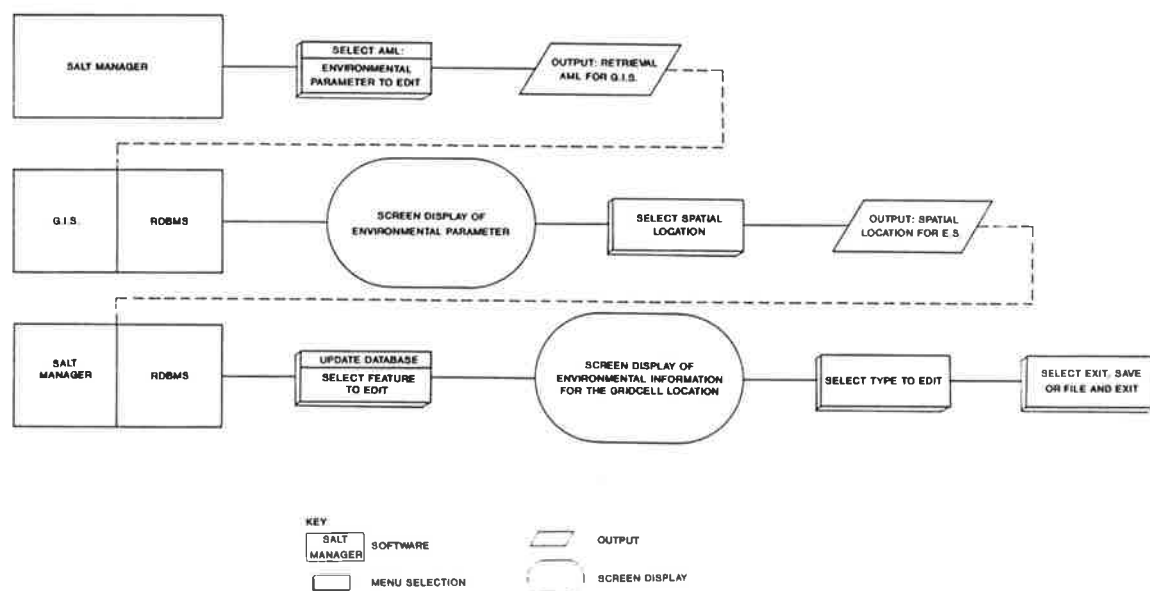 SALT MANAGER
SELECT AML:
ENVIRONMENTAL
PARAMETER TO EDIT
OUTPUT: RETRIEVAL
AML FOR G.I.S.
G.I.S.
RDBMS
SCREEN DISPLAY OF
ENVIRONMENTAL PARAMETER
SELECT SPATIAL
LOCATION
OUTPUT: SPATIAL
LOCATION FOR E.S.
SALT
MANAGER
RDBMS
UPDATE DATABASE
SELECT FEATURE
TO EDIT
SCREEN DISPLAY OF
ENVIRONMENTAL INFORMATION
FOR THE GRIDCELL LOCATION
SELECT TYPE TO EDIT
SELECT EXIT, SAVE
OR FILE AND EXIT
KEY
SALT
MANAGER
SOFTWARE
OUTPUT
MENU SELECTION
SCREEN DISPLAY